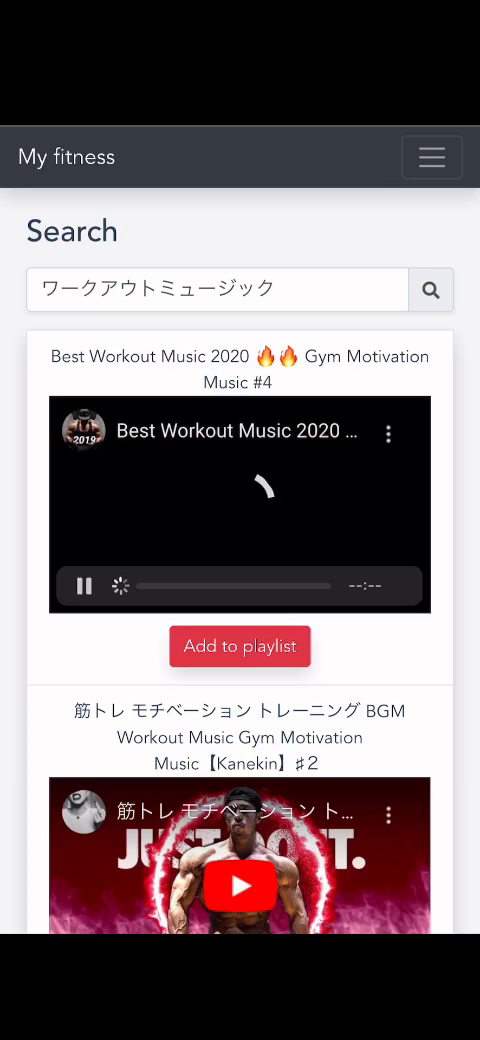 My fitness
Search
ワークアウトミュージック
Best Workout Music 2020 🔥🔥 Gym Motivation
Music #4
2019
Best Workout Music 2020 ...
--:--
Add to playlist
筋トレ モチベーション トレーニング BGM
Workout Music Gym Motivation
Music【Kanekin】♯2
筋トレ モチベーション ト...
JUST DO IT.